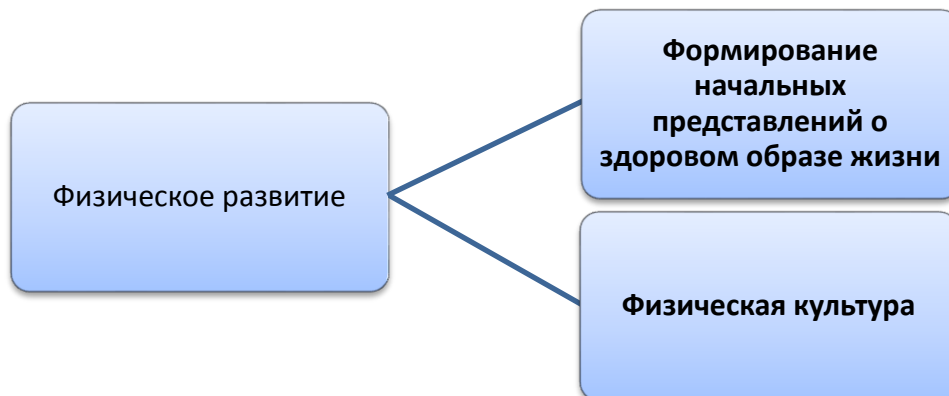 Физическое развитие
Формирование
начальных
представлений о
здоровом образе жизни
Физическая культура